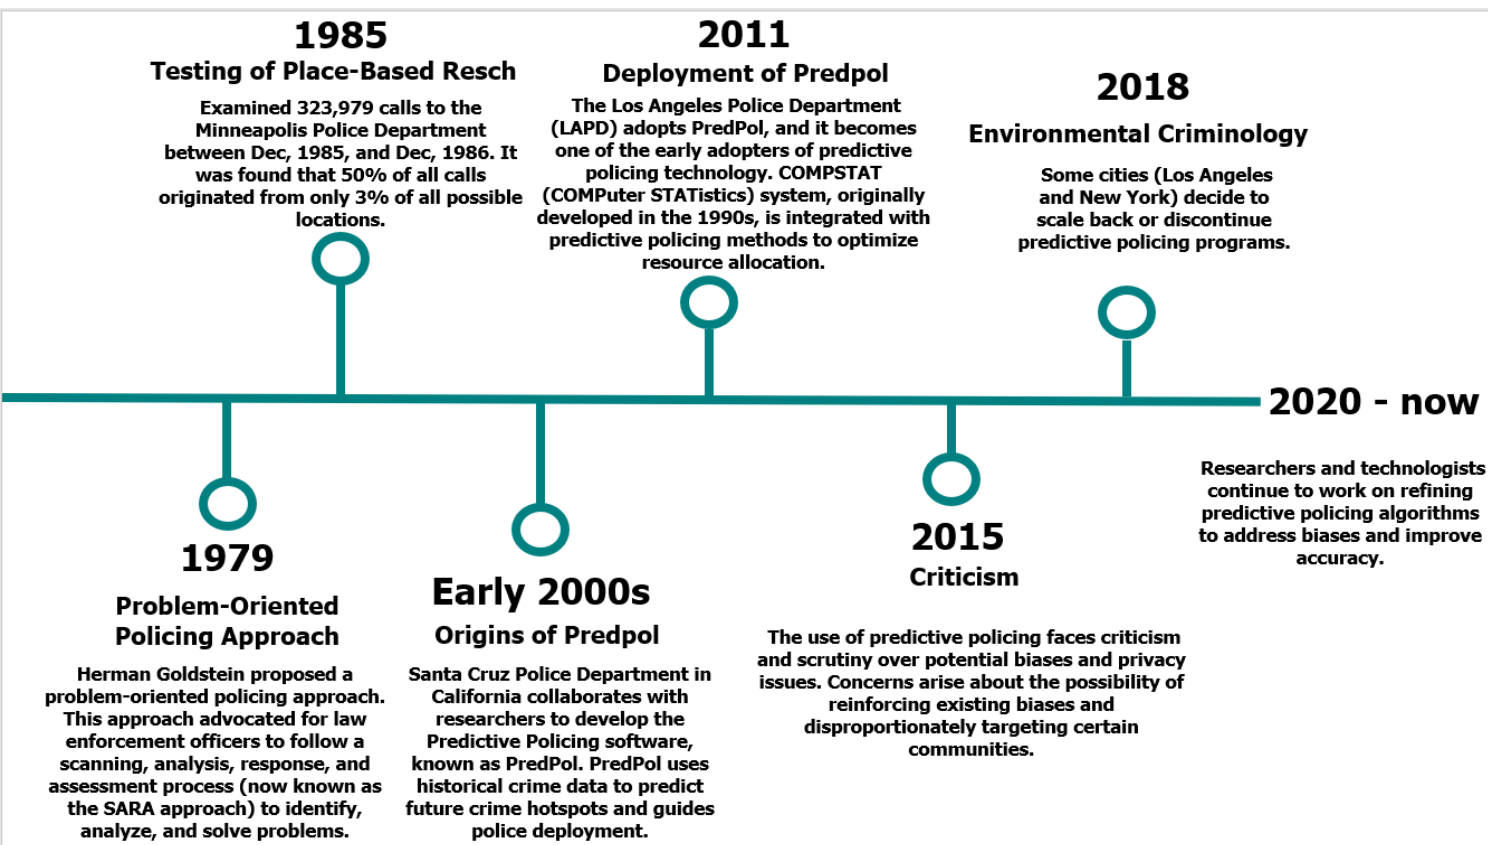 1985
Testing of Place-Based Resch
Examined 323,979 calls to the
Minneapolis Police Department
between Dec, 1985, and Dec, 1986. It
was found that 50% of all calls
originated from only 3% of all possible
locations.
2011
Deployment of Predpol
The Los Angeles Police Department
(LAPD) adopts PredPol, and it becomes
one of the early adopters of predictive
policing technology. COMPSTAT
(COMPuter STATistics) system, originally
developed in the 1990s, is integrated with
predictive policing methods to optimize
resource allocation.
2018
Environmental Criminology
Some cities (Los Angeles
and New York) decide to
scale back or discontinue
predictive policing programs.
1979
Problem-Oriented
Policing Approach
Herman Goldstein proposed a
problem-oriented policing approach.
This approach advocated for law
enforcement officers to follow a
scanning, analysis, response, and
assessment process (now known as
the SARA approach) to identify,
analyze, and solve problems.
Early 2000s
Origins of Predpol
Santa Cruz Police Department in
California collaborates with
researchers to develop the
Predictive Policing software,
known as PredPol. PredPol uses
historical crime data to predict
future crime hotspots and guides
police deployment.
2015
Criticism
The use of predictive policing faces criticism
and scrutiny over potential biases and privacy
issues. Concerns arise about the possibility of
reinforcing existing biases and
disproportionately targeting certain
communities.
2020 - now
Researchers and technologists
continue to work on refining
predictive policing algorithms
to address biases and improve
accuracy.